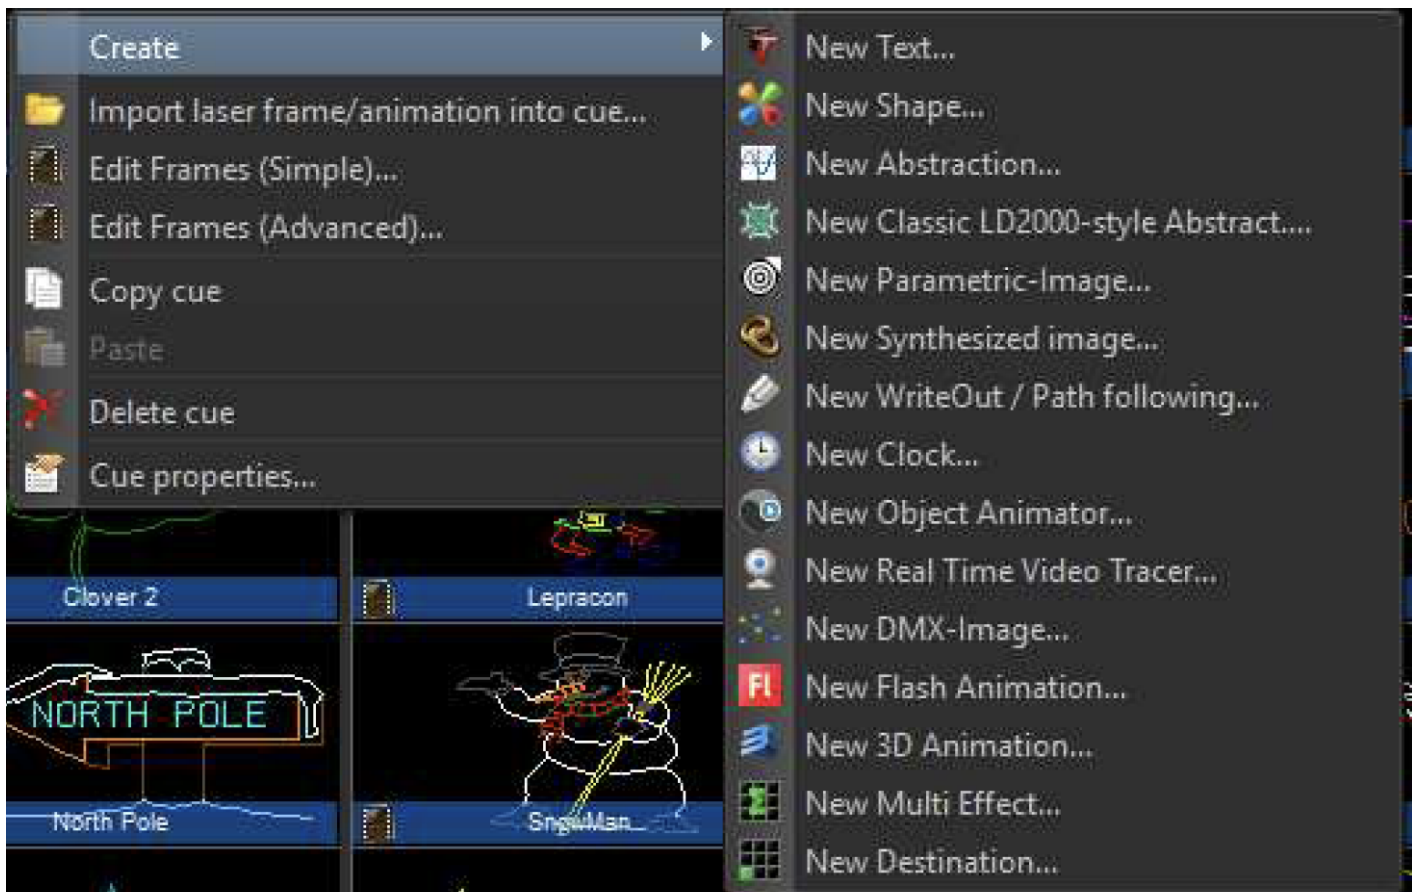 Create
Import laser frame/animation into cue...
Edit Frames (Simple)...
Edit Frames (Advanced)...
Copy cue
Paste
Delete cue
Cue properties...
New Text...
New Shape...
New Abstraction...
New Classic LD2000-style Abstract....
New Parametric-Image...
New Synthesized image...
New WriteOut / Path following...
New Clock...
New Object Animator...
New Real Time Video Tracer...
New DMX-Image...
Fl
New Flash Animation...
New 3D Animation...
New Multi Effect...
New Destination...
Clover 2
Lepracon
NORTH POLE
North Pole
SnowMan